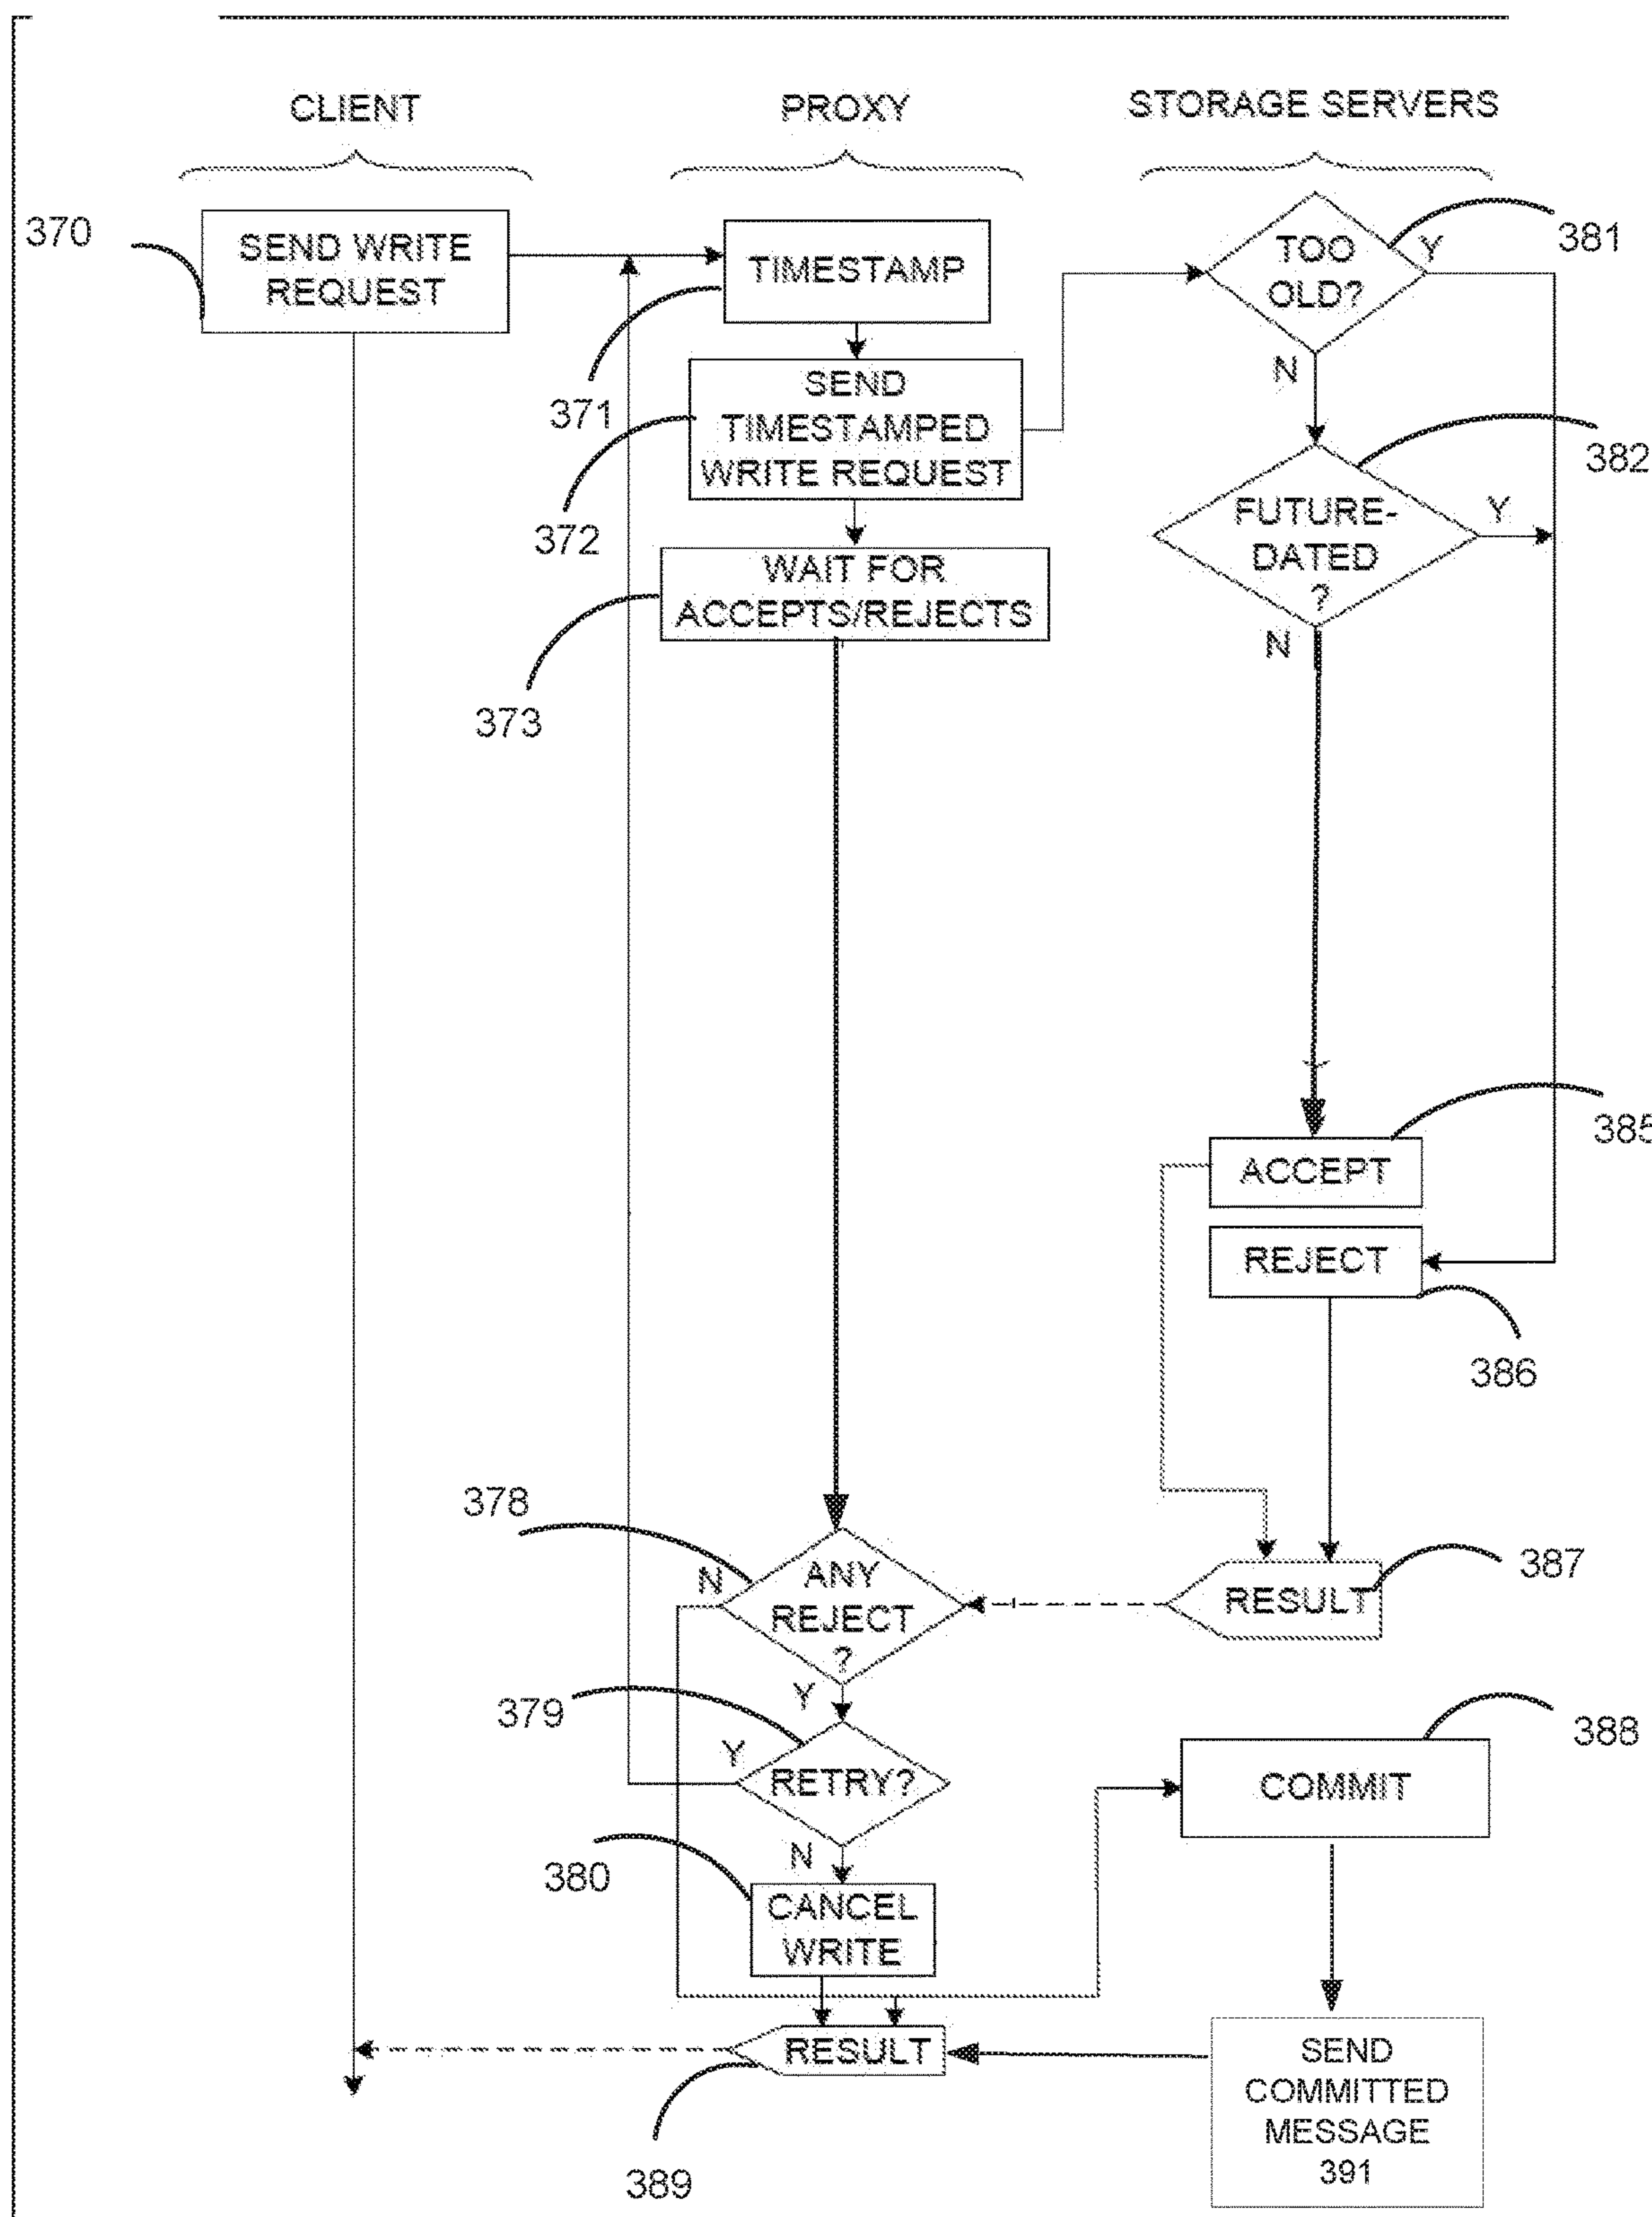 CLIENT
PROXY
STORAGE SERVERS
370
SEND WRITE
REQUEST
TIMESTAMP
371
TOO
OLD?
Y
381
N
SEND
TIMESTAMPED
WRITE REQUEST
372
382
FUTURE-
DATED
?
Y
N
WAIT FOR
ACCEPTS/REJECTS
373
385
ACCEPT
REJECT
386
378
N
ANY
REJECT
?
Y
RESULT
387
379
Y
RETRY?
N
388
COMMIT
380
CANCEL
WRITE
RESULT
389
SEND
COMMITTED
MESSAGE
391